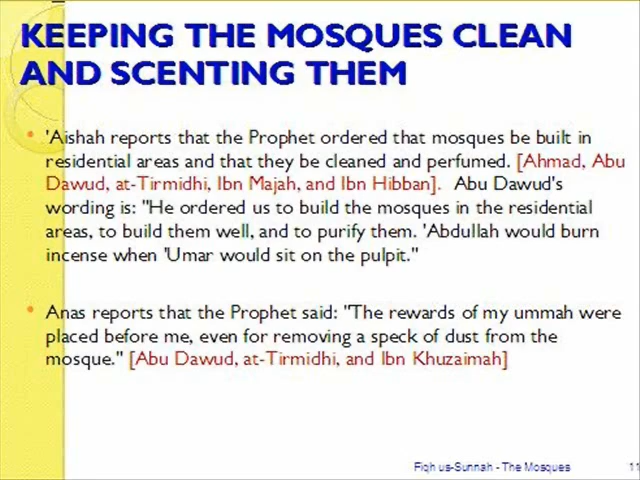 KEEPING THE MOSQUES CLEAN
AND SCENTING THEM
'Aishah reports that the Prophet ordered that mosques be built in
residential areas and that they be cleaned and perfumed. [Ahmad, Abu
Dawud, at-Tirmidhi, Ibn Majah, and Ibn Hibban]. Abu Dawud's
wording is: "He ordered us to build the mosques in the residential
areas, to build them well, and to purify them. 'Abdullah would burn
incense when 'Umar would sit on the pulpit."
Anas reports that the Prophet said: "The rewards of my ummah were
placed before me, even for removing a speck of dust from the
mosque." [Abu Dawud, at-Tirmidhi, and Ibn Khuzaimah]
Fiqh us-Sunnah - The Mosques 11